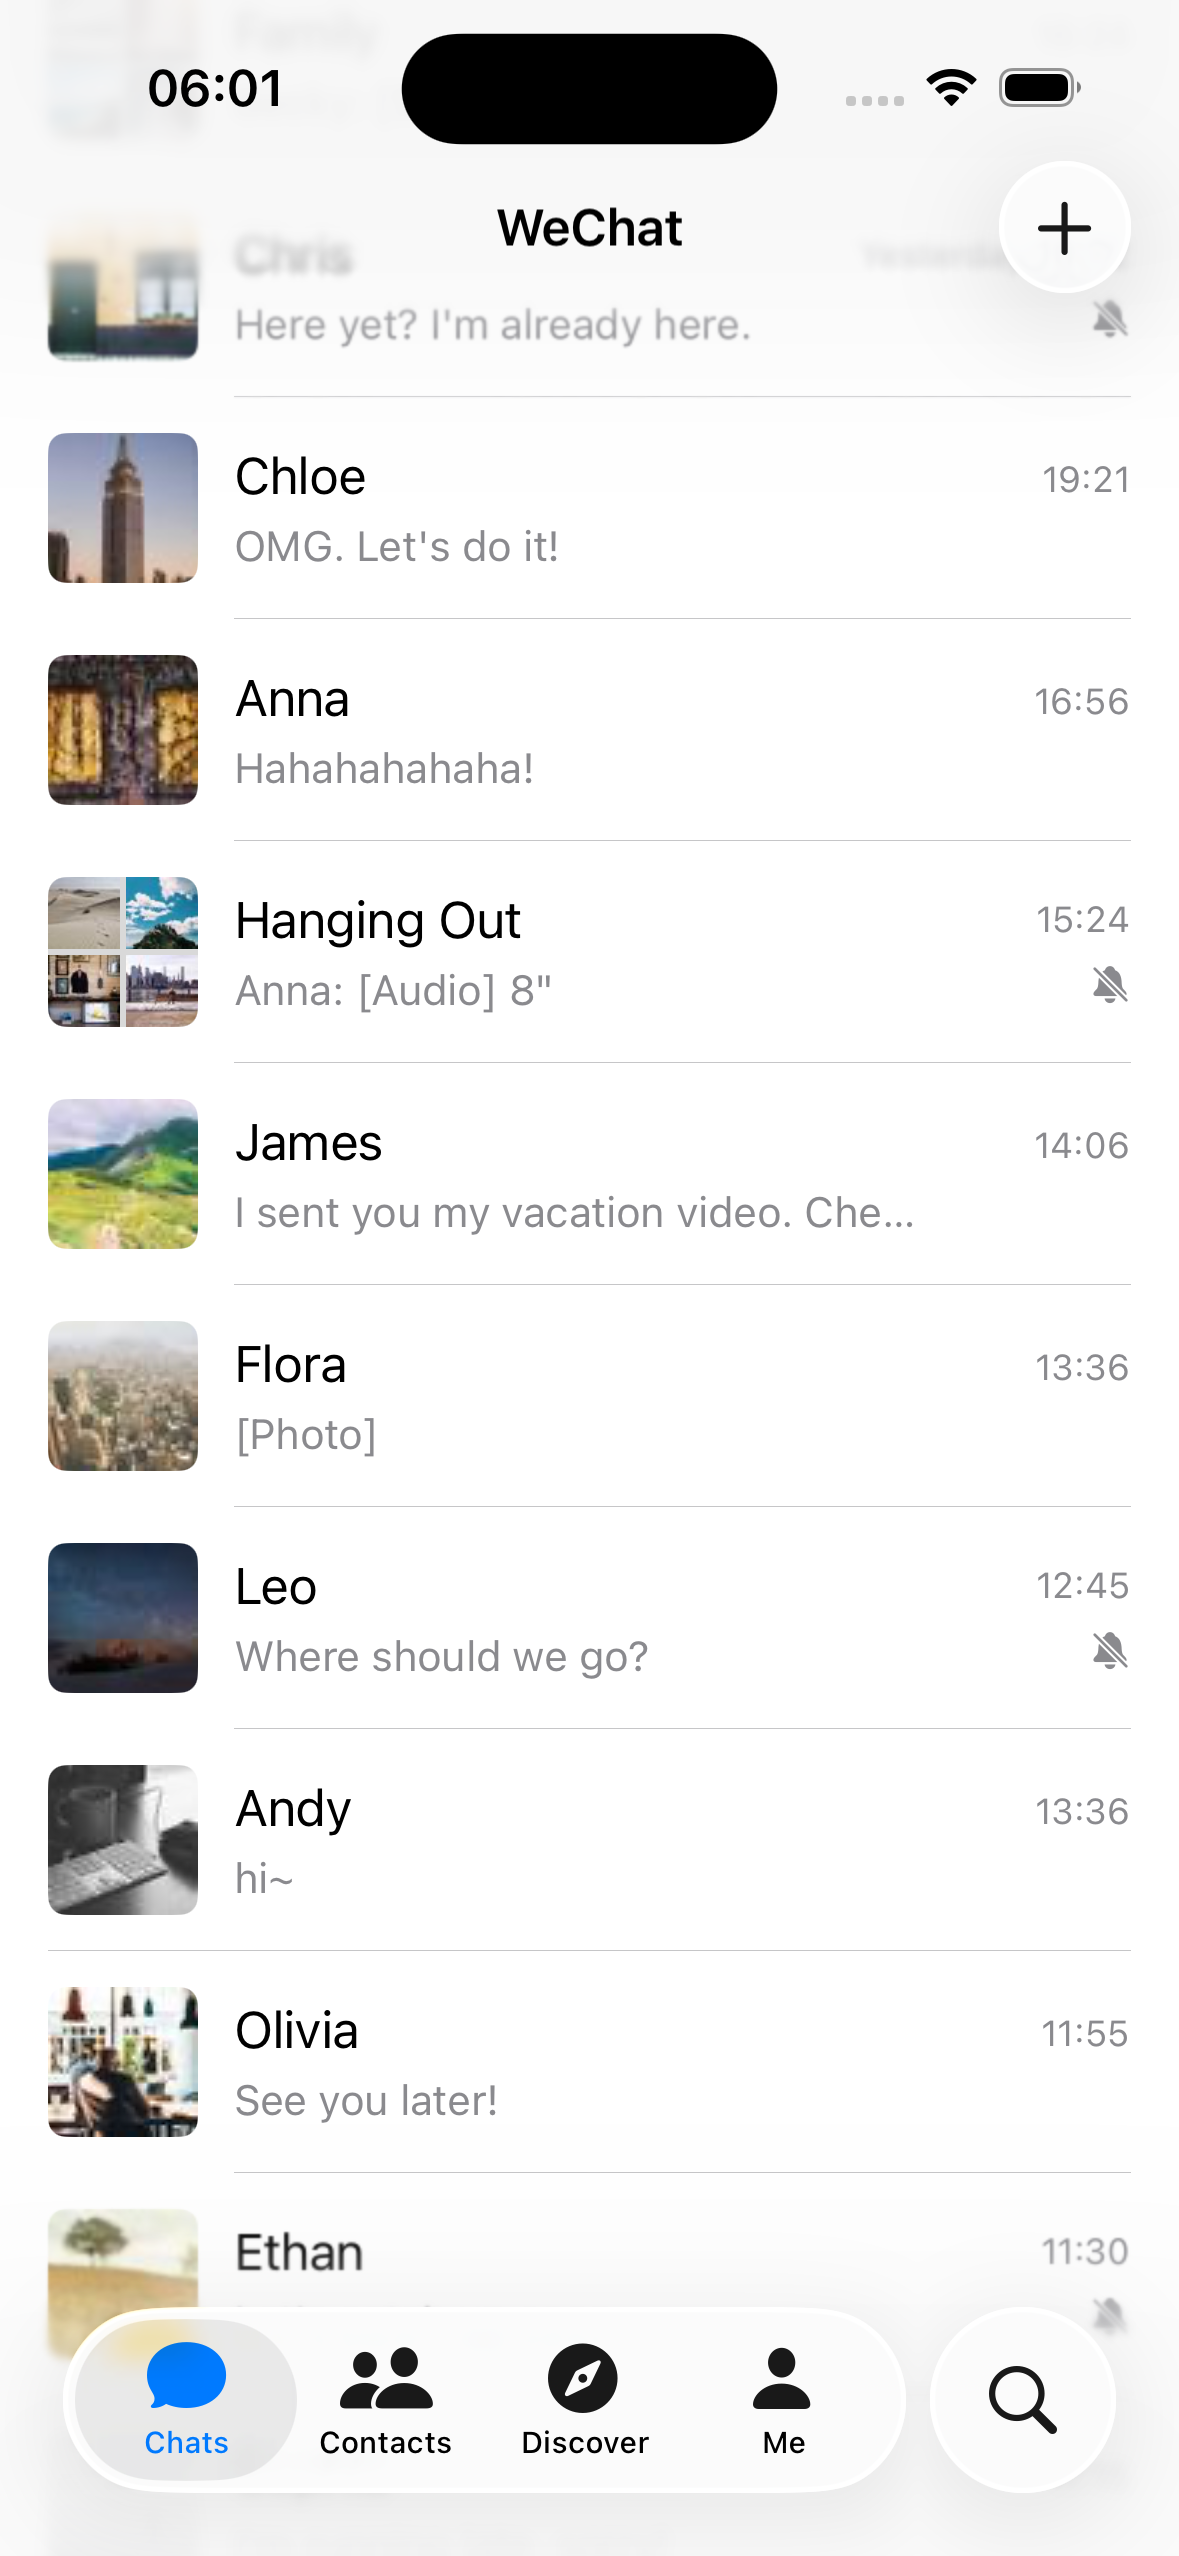 Family
06:01
WeChat
Chris
Here yet? I'm already here.
Chloe
19:21
OMG. Let's do it!
Anna
16:56
Hahahahahaha!
Hanging Out
15:24
Anna: [Audio] 8"
James
14:06
I sent you my vacation video. Che...
Flora
13:36
[Photo]
Leo
12:45
Where should we go?
Andy
13:36
hi~
Olivia
11:55
See you later!
Ethan
11:30
Chats
Contacts
Discover
Me